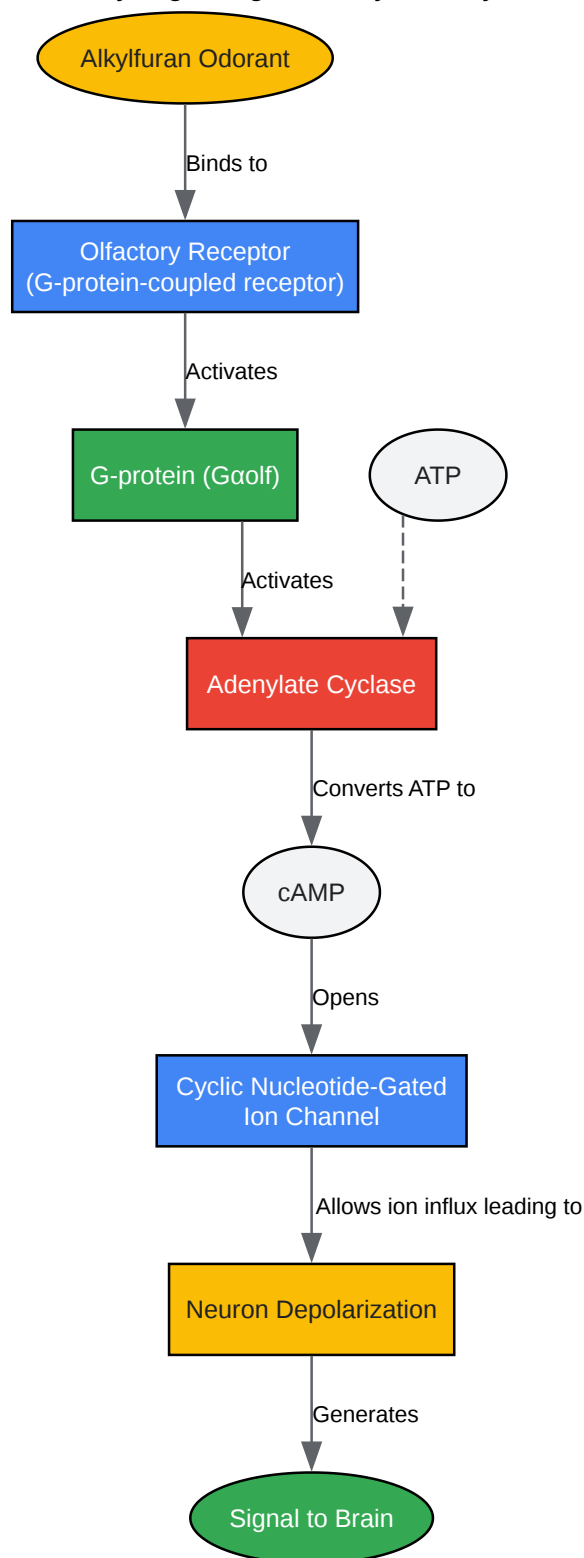 Alkylfuran Odorant
Binds to
Olfactory Receptor
(G-protein-coupled receptor)
Activates
G-protein (Gαolf)
ATP
Activates
Adenylate Cyclase
Converts ATP to
cAMP
Opens
Cyclic Nucleotide-Gated
Ion Channel
Allows ion influx leading to
Neuron Depolarization
Generates
Signal to Brain